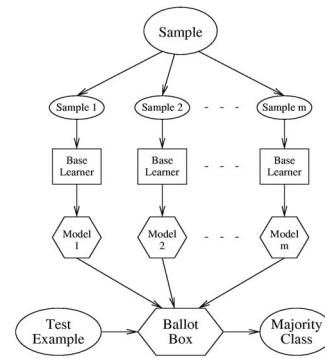 Sample
Sample 1 Sample 2 - - - Sample m
Base Base - - - Base
Learner Learner Learner
Model Model - - - Model
1 2 m
Test Ballot Majority
Example Box Class